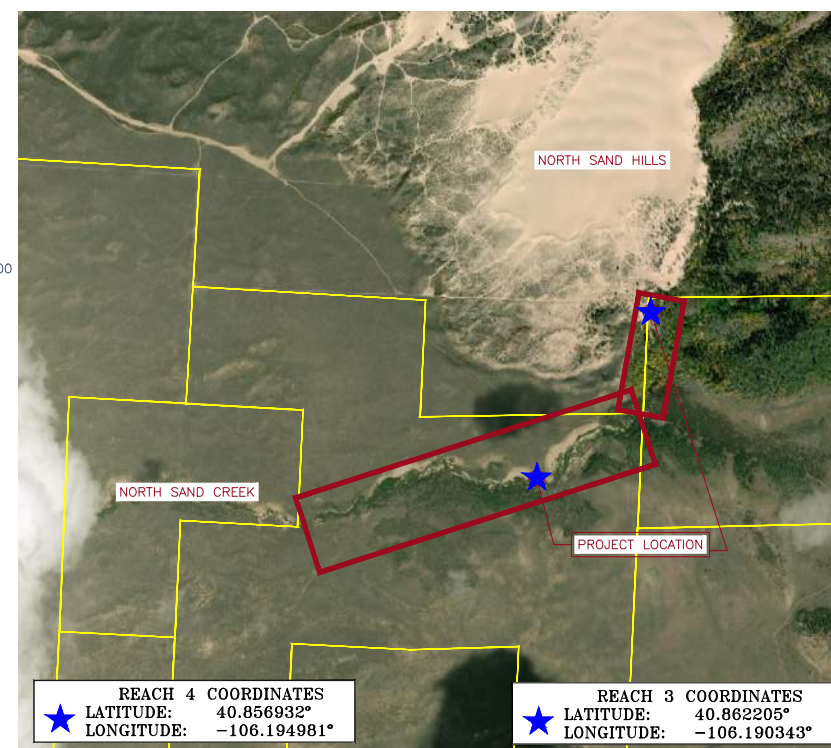 NORTH SAND HILLS
00
NORTH SAND CREEK
PROJECT LOCATION
REACH 4 COORDINATES
LATITUDE: 40.856932°
LONGITUDE: −106.194981°
REACH 3 COORDINATES
LATITUDE: 40.862205°
LONGITUDE: −106.190343°